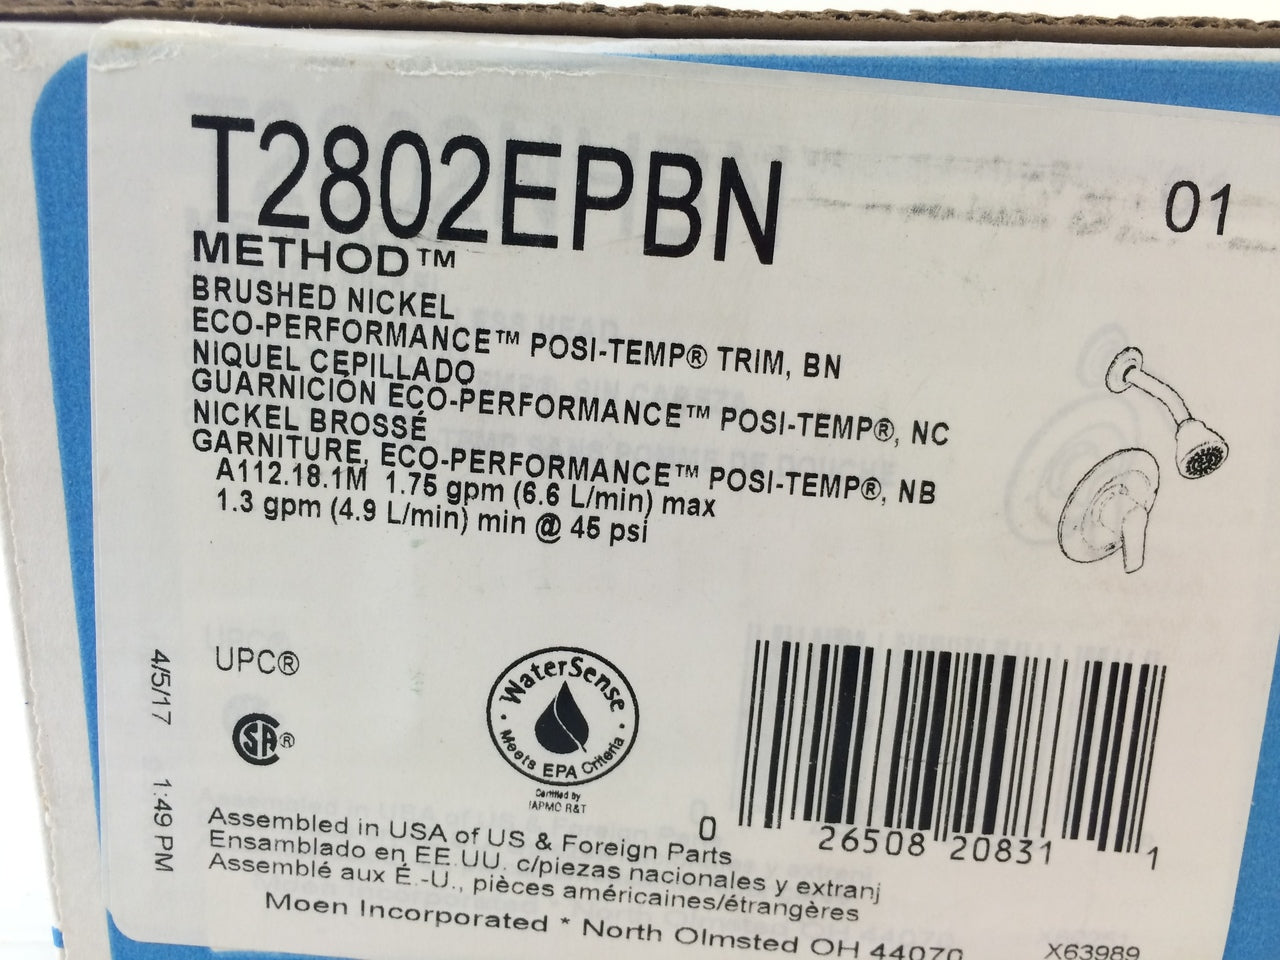 T2802EPBN
01
METHOD™
BRUSHED NICKEL
ECO-PERFORMANCE™ POSI-TEMP® TRIM, BN
NIQUEL CEPILLADO
GUARNICIÓN ECO-PERFORMANCE™ POSI-TEMP®, NC
NICKEL BROSSÉ
GARNITURE, ECO-PERFORMANCE™ POSI-TEMP®, NB
A112.18.1M 1.75 gpm (6.6 L/min) max
1.3 gpm (4.9 L/min) min @ 45 psi
4/5/17 1:49 PM
UPC®
SA®
WaterSense
Meets EPA Criteria
Certified by
IAPMO R&T
0 26508 20831 1
Assembled in USA of US & Foreign Parts
Ensamblado en EE.UU. c/piezas nacionales y extranj
Assemblé aux É.-U., pièces américaines/étrangères
Moen Incorporated * North Olmsted OH 44070
X63989